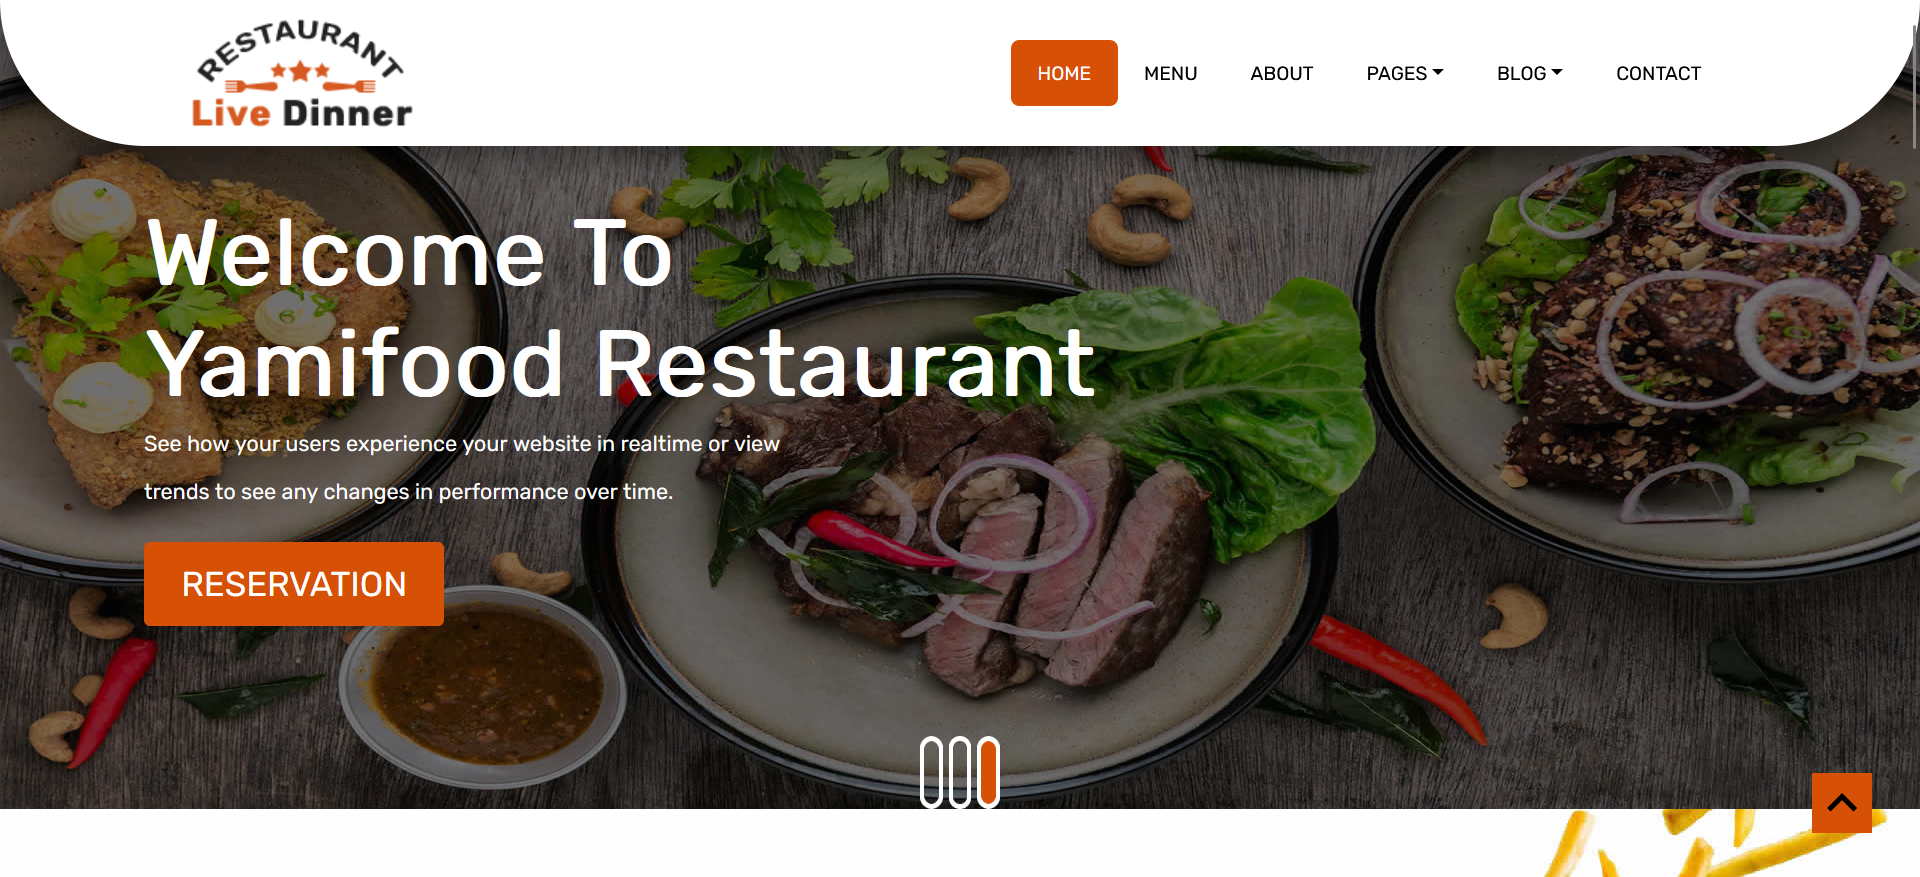 RESTAURANT
Live Dinner
HOME
MENU
ABOUT
PAGES
BLOG
CONTACT
Welcome To
Yamifood Restaurant
See how your users experience your website in realtime or view
trends to see any changes in performance over time.
RESERVATION